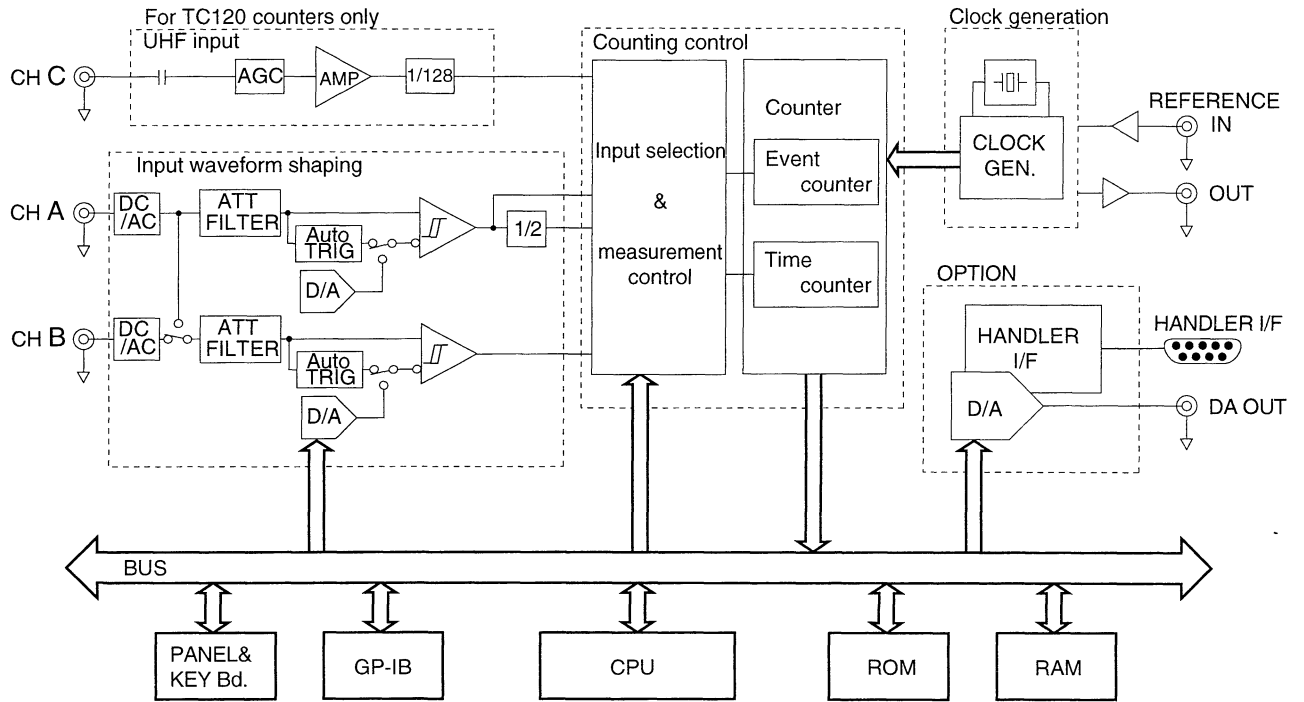 For TC120 counters only
UHF input
CH C
AGC
AMP
1/128
Counting control
Input selection
&
measurement
control
Counter
Event
counter
Time
counter
Clock generation
CLOCK
GEN.
REFERENCE
IN
OUT
Input waveform shaping
CH A
DC
/AC
ATT
FILTER
Auto
TRIG
D/A
1/2
CH B
DC
/AC
ATT
FILTER
Auto
TRIG
D/A
OPTION
HANDLER
I/F
D/A
HANDLER I/F
DA OUT
BUS
PANEL&
KEY Bd.
GP-IB
CPU
ROM
RAM